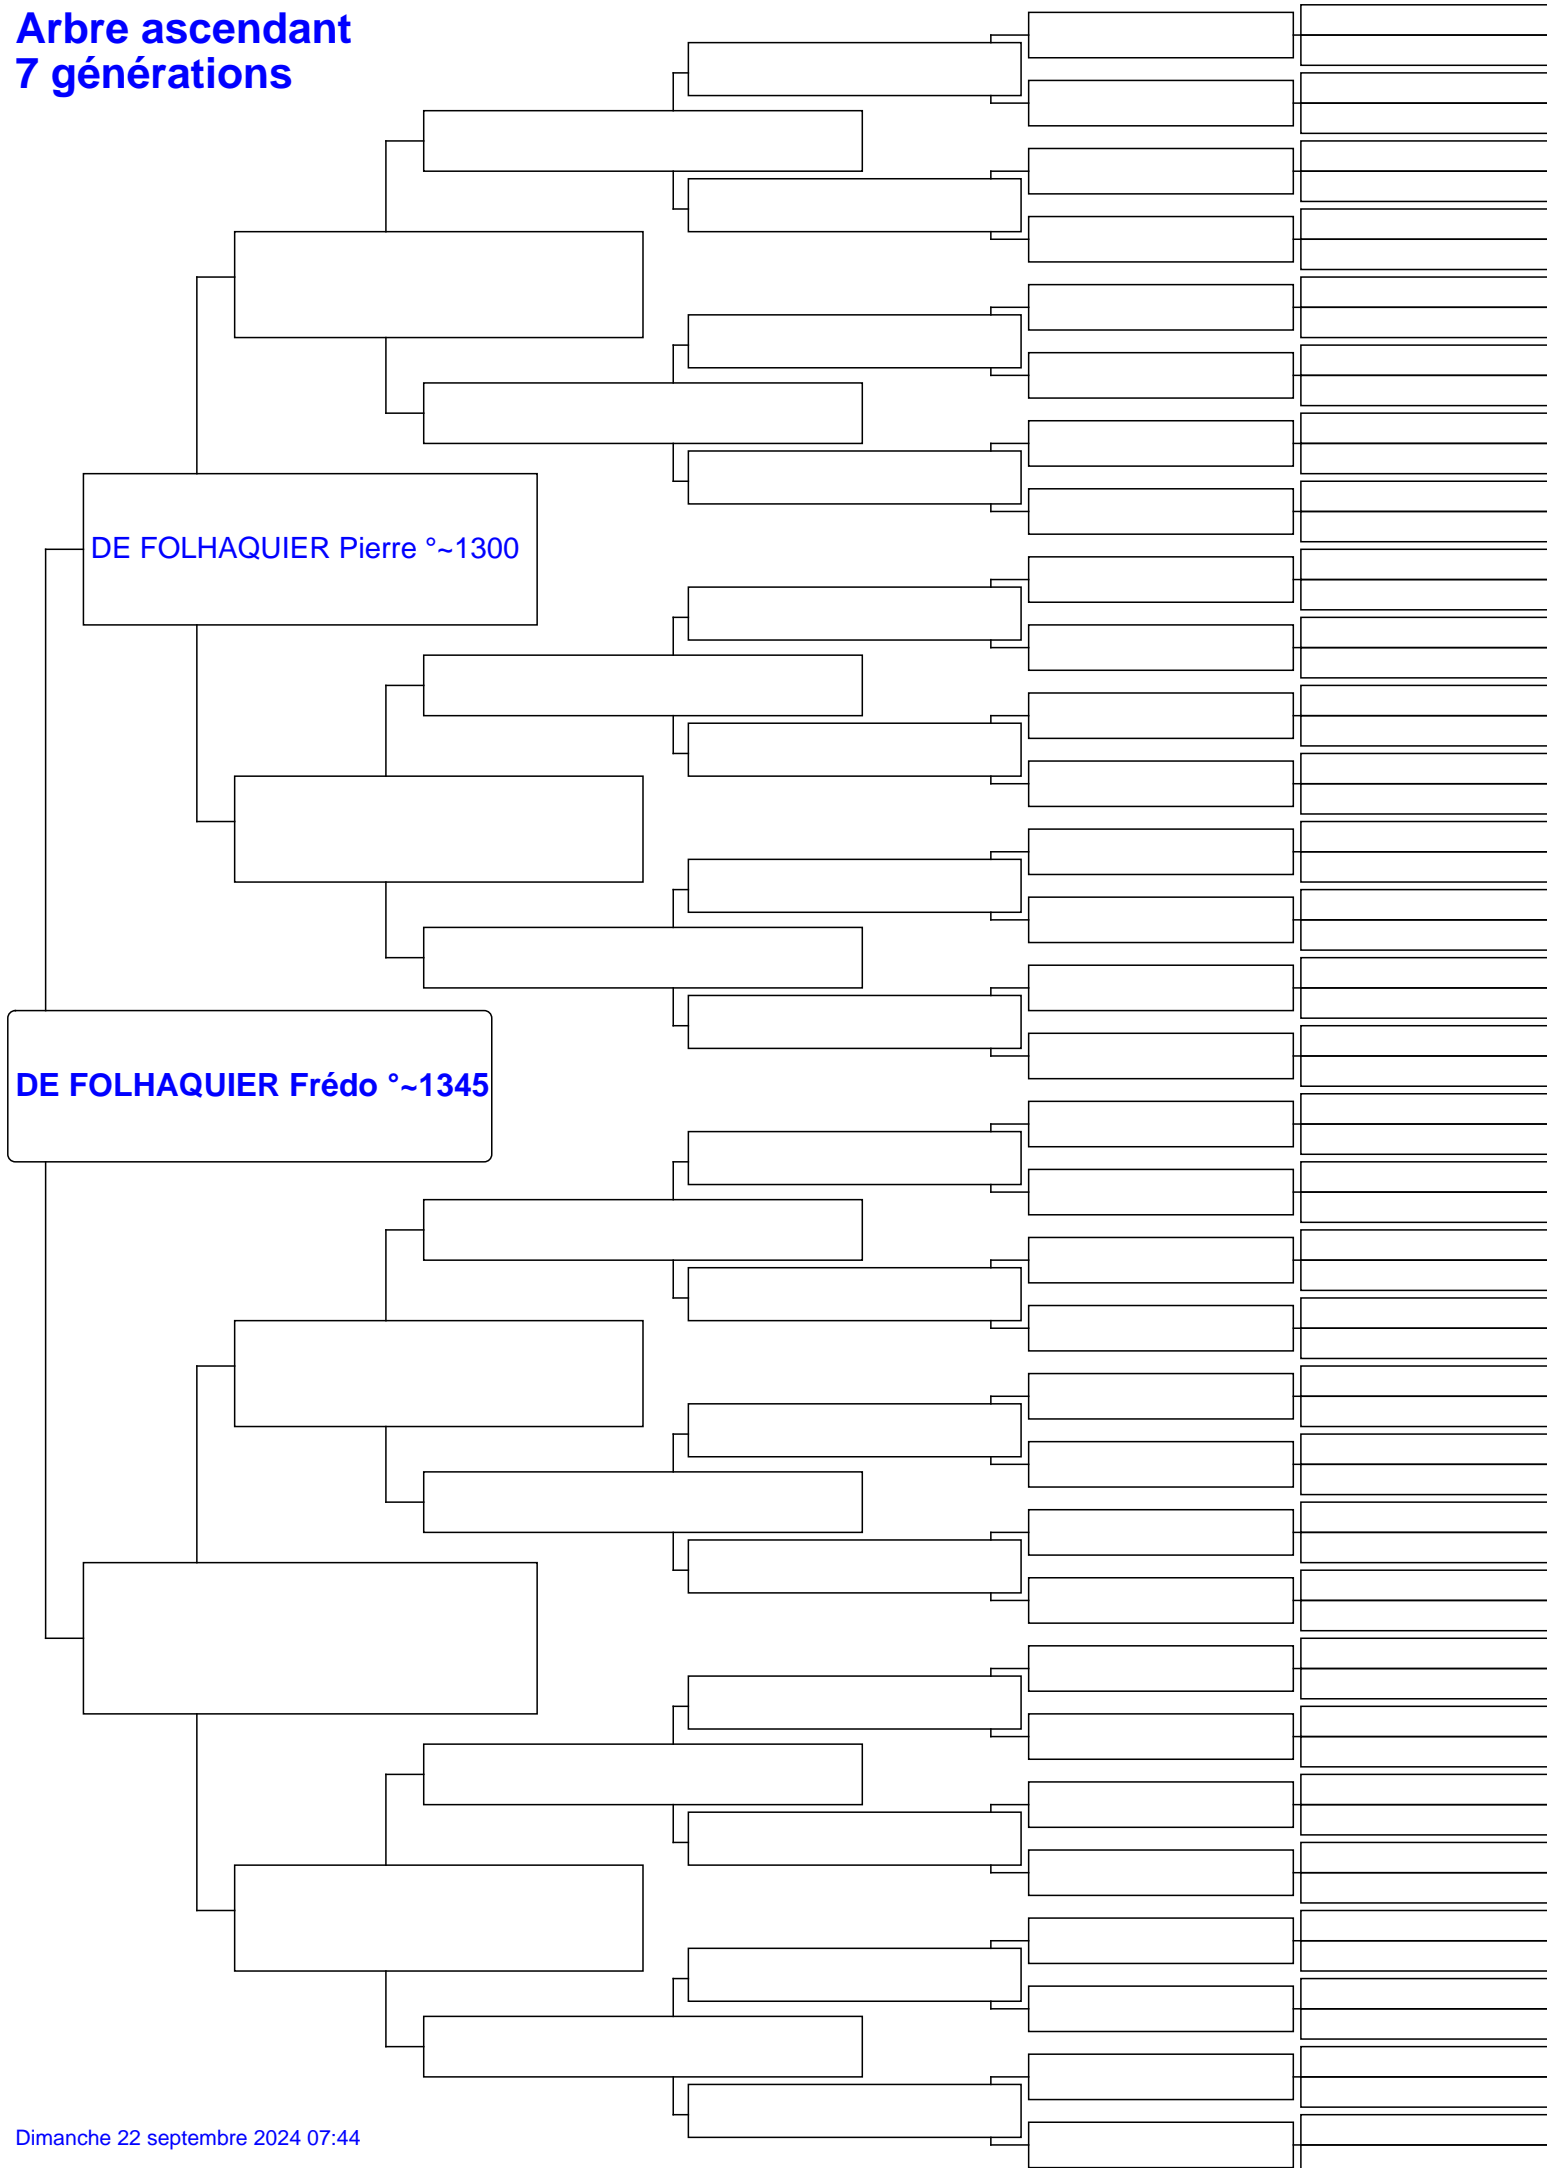 Arbre ascendant
7 générations
DE FOLHAQUIER Pierre °~1300
DE FOLHAQUIER Frédo °~1345
Dimanche 22 septembre 2024 07:44